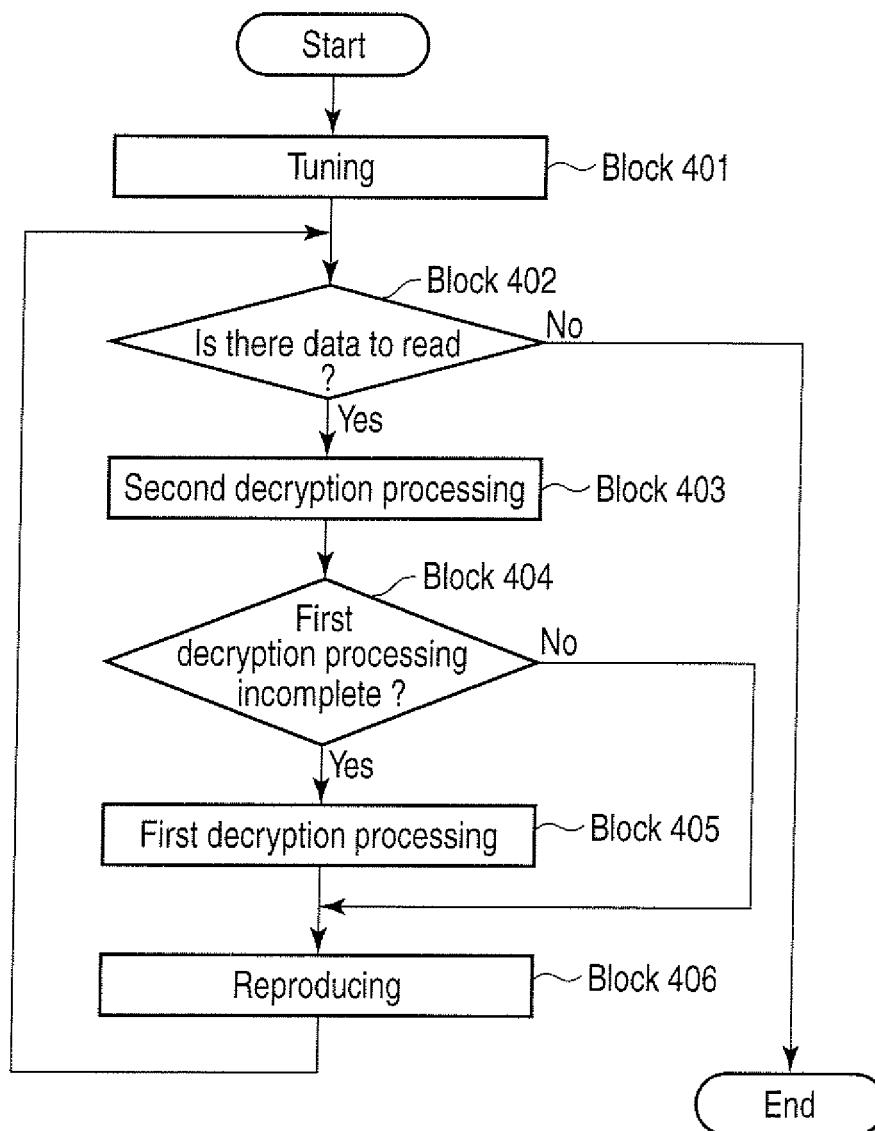 Start
Tuning
Block 401
Block 402
Is there data to read
?
No
Yes
Second decryption processing
Block 403
Block 404
First
decryption processing
incomplete ?
No
Yes
First decryption processing
Block 405
Reproducing
Block 406
End